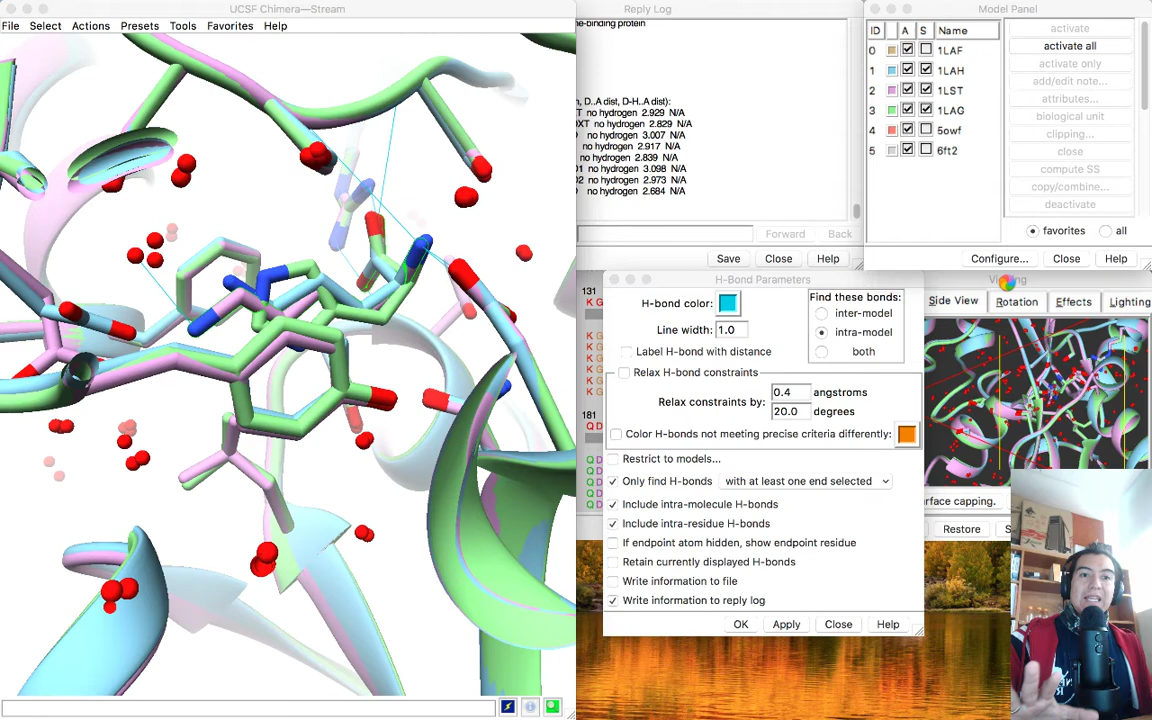 UCSF Chimera—Stream
File Select Actions Presets Tools Favorites Help
Reply Log
ne-binding protein
, D..A dist, D-H..A dist):
T no hydrogen 2.929 N/A
OXT no hydrogen 2.829 N/A
no hydrogen 3.007 N/A
no hydrogen 2.917 N/A
no hydrogen 2.839 N/A
D1 no hydrogen 3.098 N/A
D2 no hydrogen 2.973 N/A
no hydrogen 2.684 N/A
Forward Back
Save Close Help
Model Panel
ID A S Name
0 1LAF
1 1LAH
2 1LST
3 1LAG
4 5owf
5 6ft2
activate
activate all
activate only
add/edit note...
attributes...
biological unit
clipping...
close
compute SS
copy/combine...
deactivate
favorites all
Configure... Close Help
H-Bond Parameters
H-bond color:
Line width: 1.0
Label H-bond with distance
Find these bonds:
inter-model
intra-model
both
Relax H-bond constraints
Relax constraints by: 0.4 angstroms
20.0 degrees
Color H-bonds not meeting precise criteria differently:
Restrict to models...
Only find H-bonds with at least one end selected
Include intra-molecule H-bonds
Include intra-residue H-bonds
If endpoint atom hidden, show endpoint residue
Retain currently displayed H-bonds
Write information to file
Write information to reply log
OK Apply Close Help
131
K G
K G
K G
K G
K G
K G
181
Q D
Q D
Q D
Q D
Q D
Side View Rotation Effects Lighting
urface capping.
Restore S